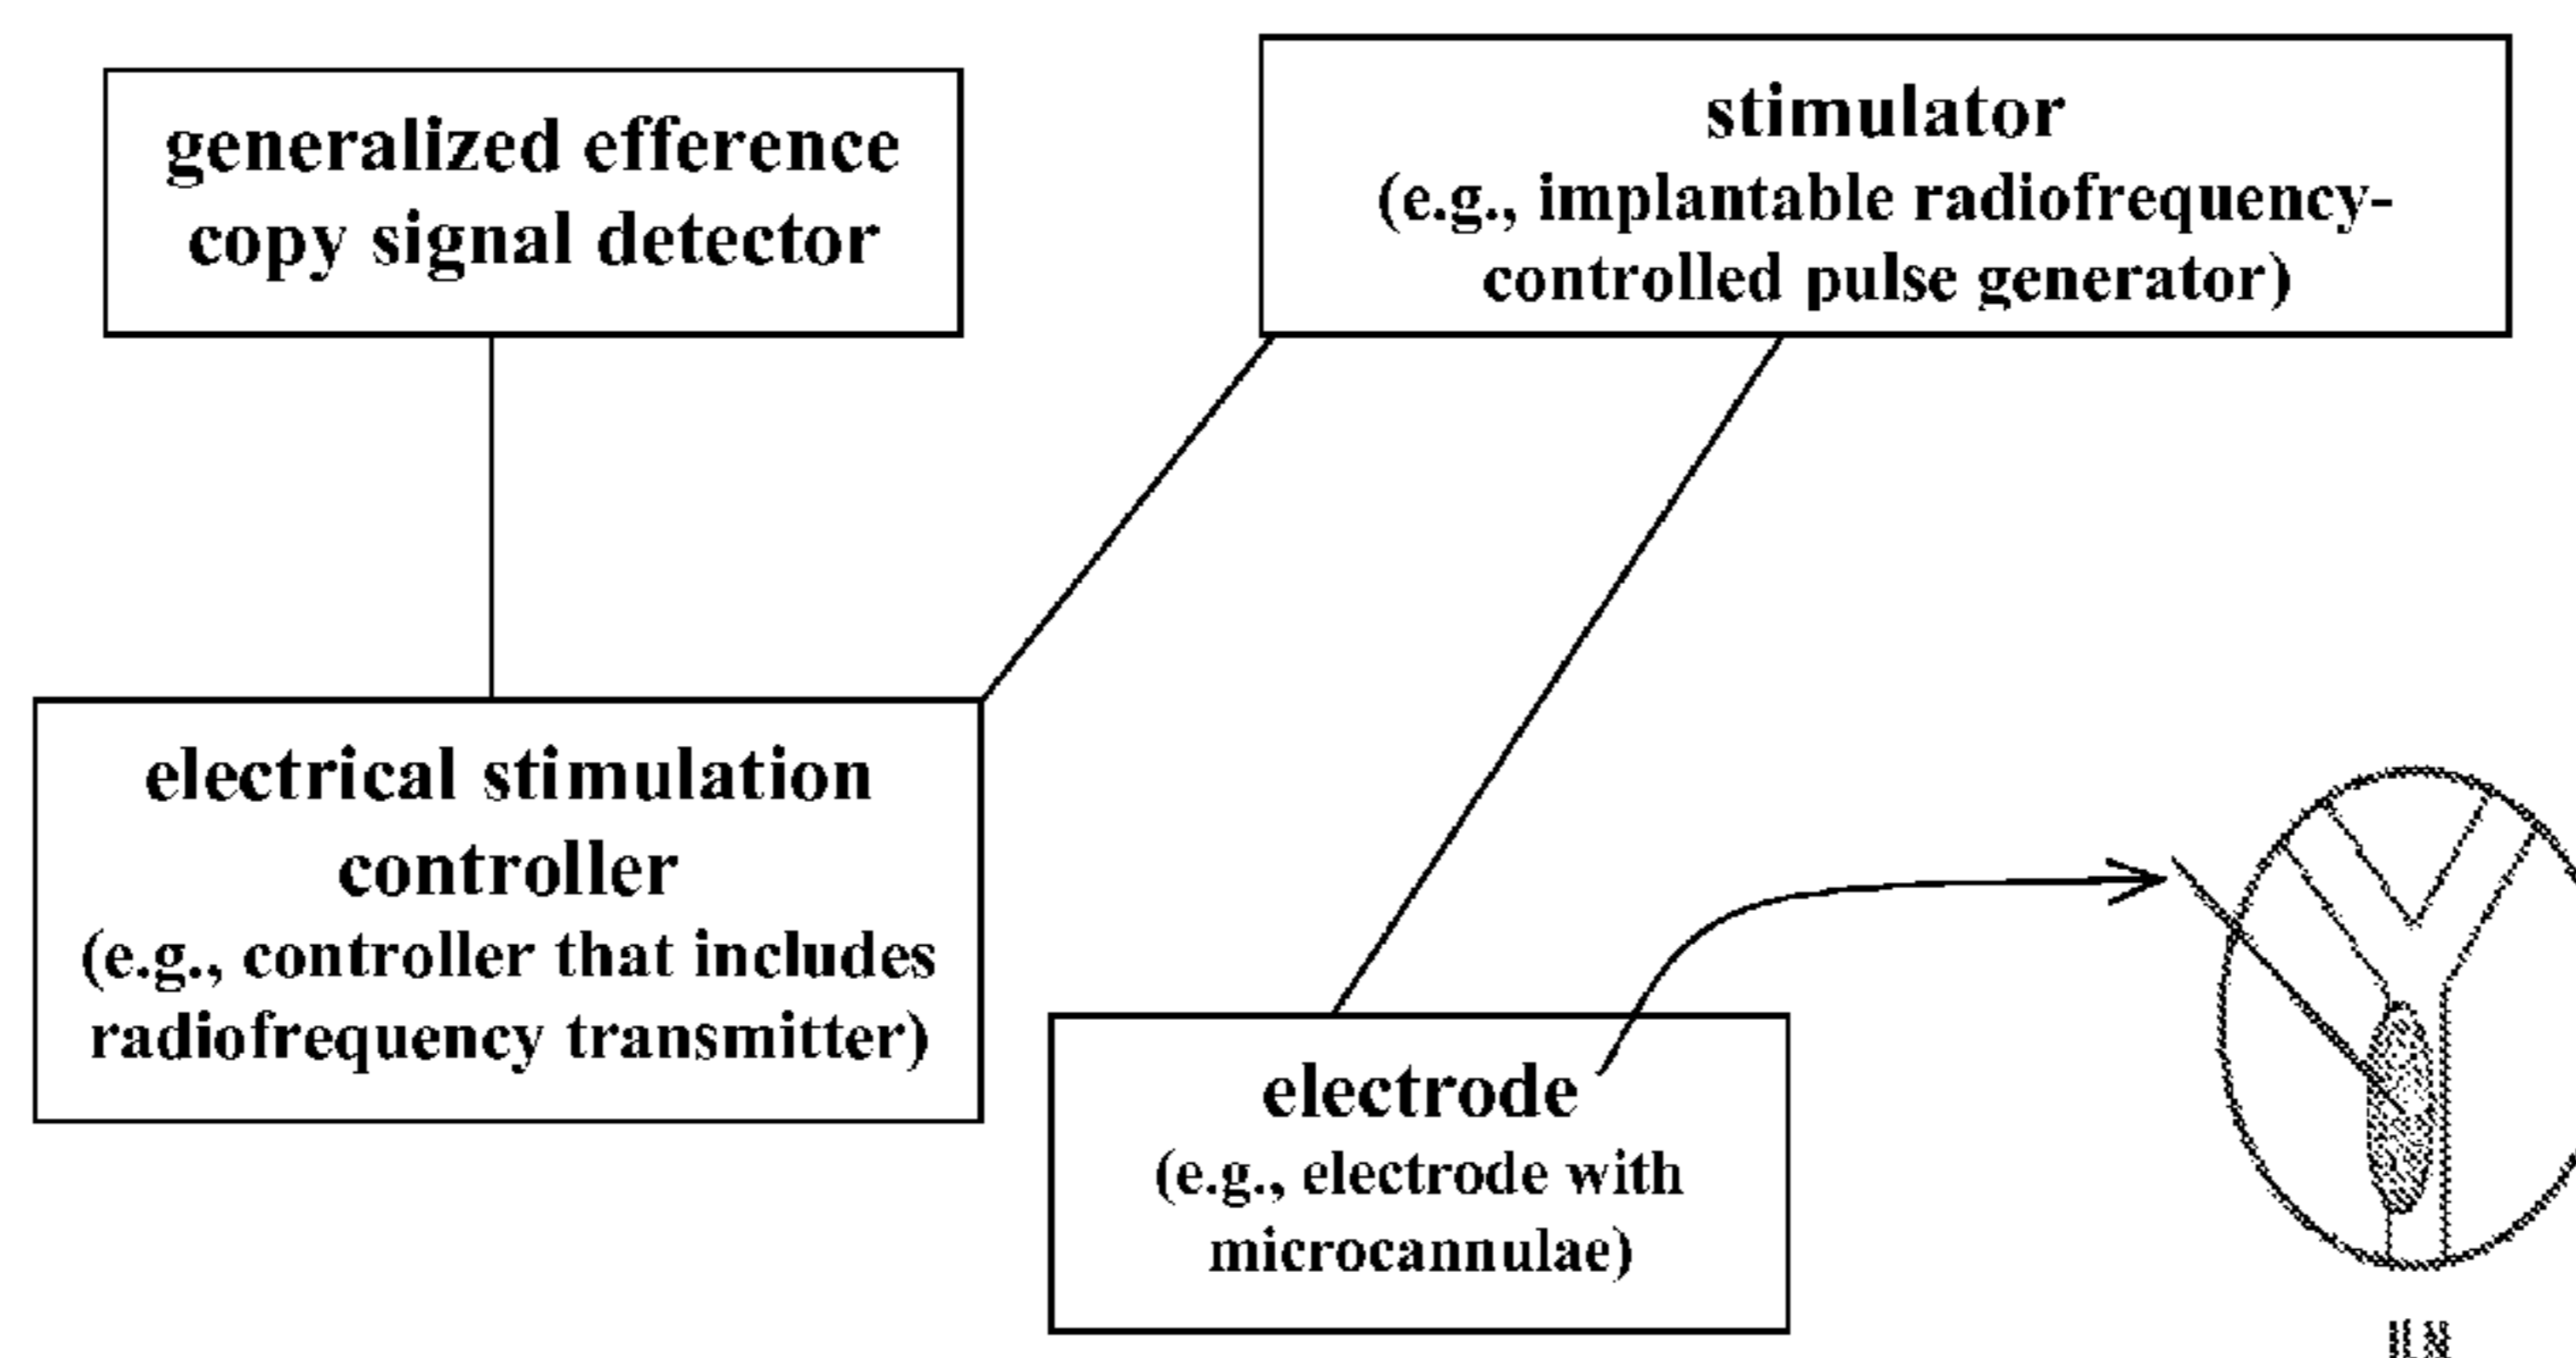 generalized efference
copy signal detector
stimulator
(e.g., implantable radiofrequency-
controlled pulse generator)
electrical stimulation
controller
(e.g., controller that includes
radiofrequency transmitter)
electrode
(e.g., electrode with
microcannulae)